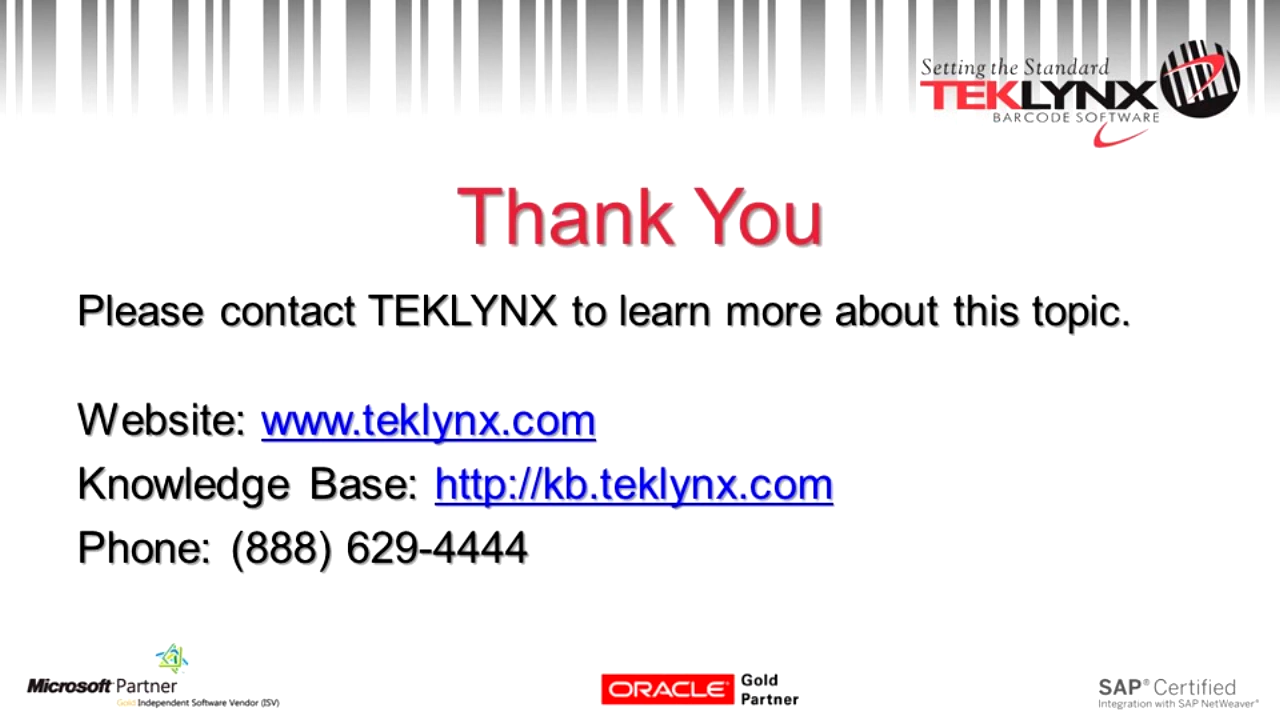 Setting the Standard
TEKLYNX
BARCODE SOFTWARE
Thank You
Please contact TEKLYNX to learn more about this topic.
Website: www.teklynx.com
Knowledge Base: http://kb.teklynx.com
Phone: (888) 629-4444
Microsoft Partner
Gold Independent Software Vendor (ISV)
ORACLE Gold
Partner
SAP® Certified
Integration with SAP NetWeaver®